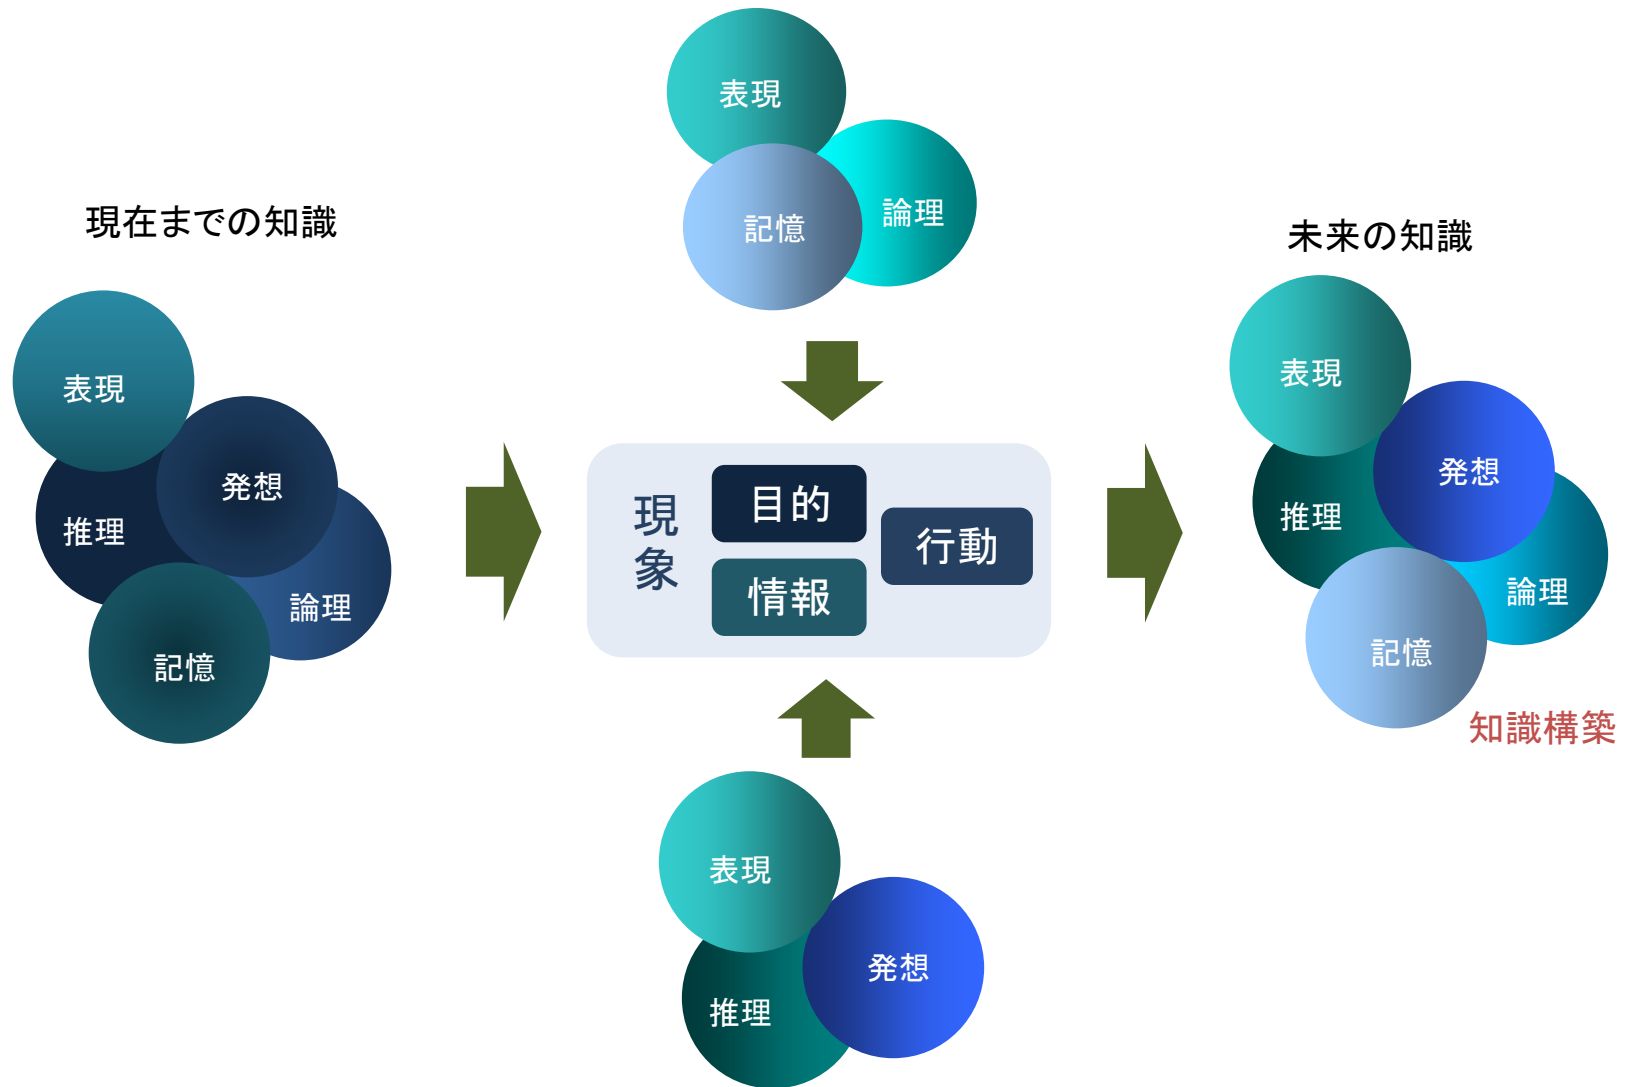 表現
論理
記憶
現在までの知識
表現
発想
推理
論理
記憶
現象
目的
情報
行動
未来の知識
表現
発想
推理
論理
記憶
知識構築
表現
発想
推理